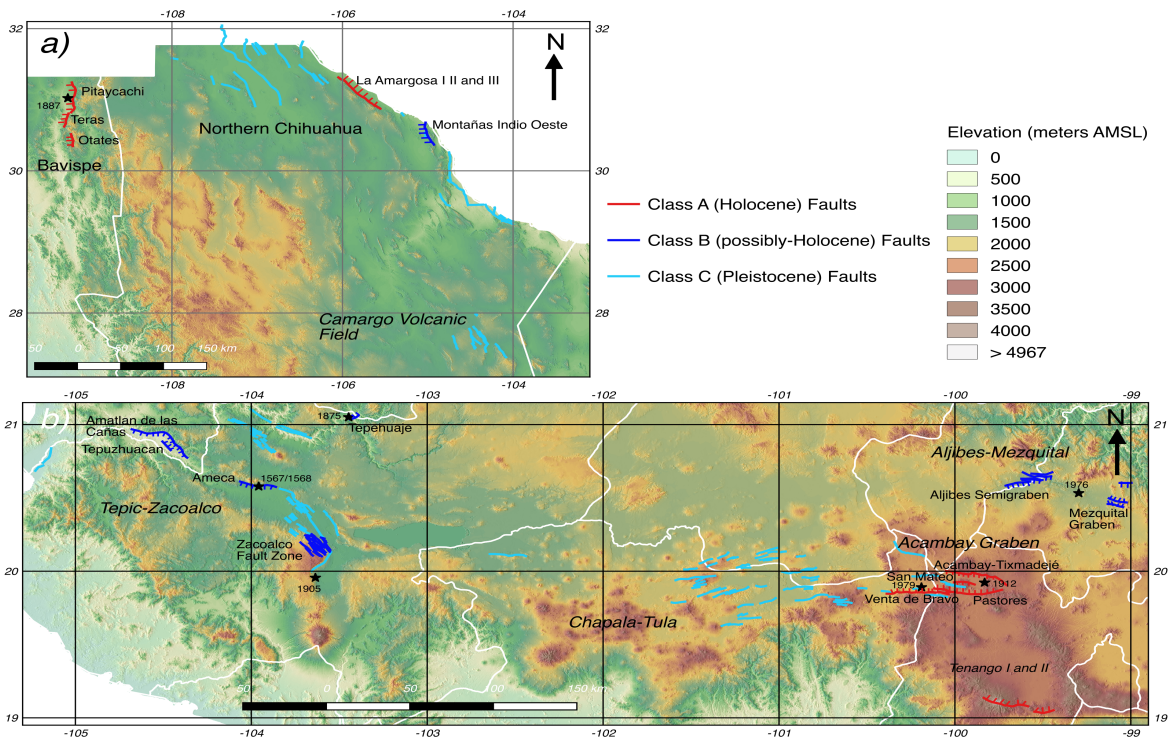 -108
-106
-104
32
32
a)
N
La Amargosa I II and III
Pitaycachi
1887
Northern Chihuahua
Montañas Indio Oeste
Teras
Otates
Bavispe
30
30
Elevation (meters AMSL)
0
500
1000
1500
2000
2500
3000
3500
4000
> 4967
Class A (Holocene) Faults
Class B (possibly-Holocene) Faults
Class C (Pleistocene) Faults
28
28
Camargo Volcanic
Field
50 0 50 100 150 km
-108
-104
-106
-104
-105
-104
-103
-102
-101
-100
-99
b)
21
21
Amatlan de las
Cañas
1875
Tepehuaje
N
Tepuzhuacan
Aljibes-Mezquital
Ameca
1567/1568
1976
Aljibes Semigraben
Tepic-Zacoalco
Mezquital
Graben
Zacoalco
Fault Zone
Acambay Graben
Acambay-Tixmadejé
20
20
1905
San Mateo
1979
1912
Venta de Bravo
Pastores
Chapala-Tula
Tenango I and II
50 0 50 150 km
19
19
-105
-104
-103
-102
-101
-100
-99